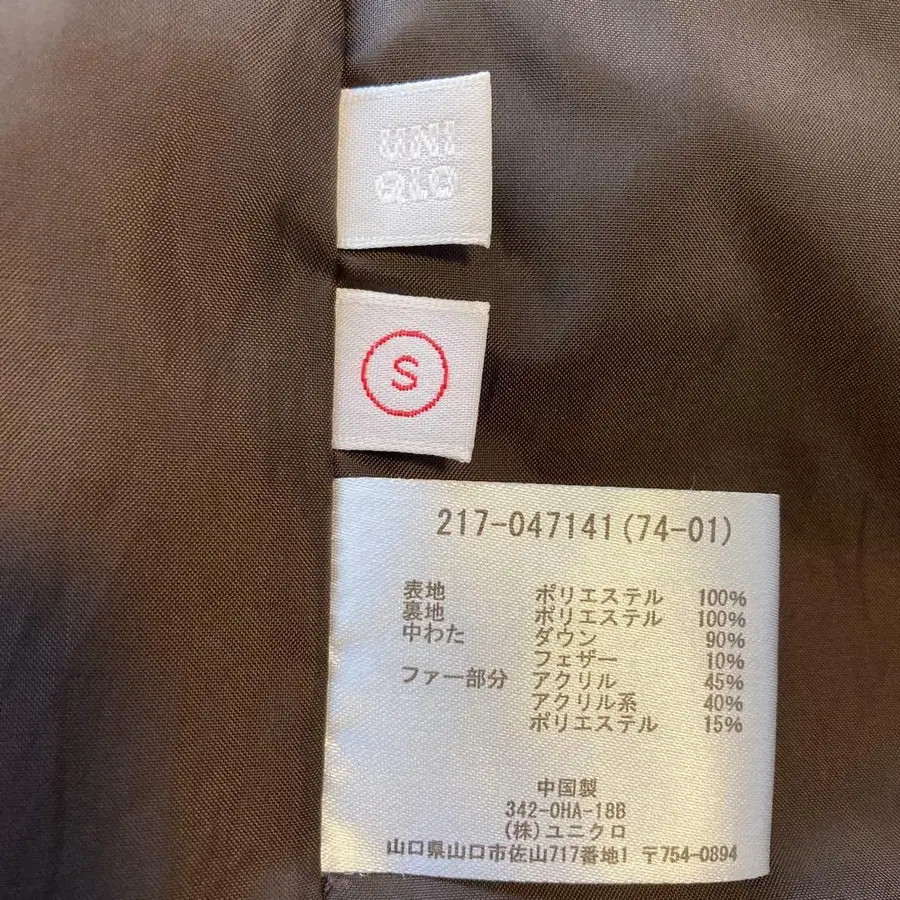 UNI
QLO
S
217-047141(74-01)
表地 ポリエステル 100%
裏地 ポリエステル 100%
中わた ダウン 90%
フェザー 10%
ファー部分 アクリル 45%
アクリル系 40%
ポリエステル 15%
中国製
342-OHA-18B
(株)ユニクロ
山口県山口市佐山717番地1 〒754-0894